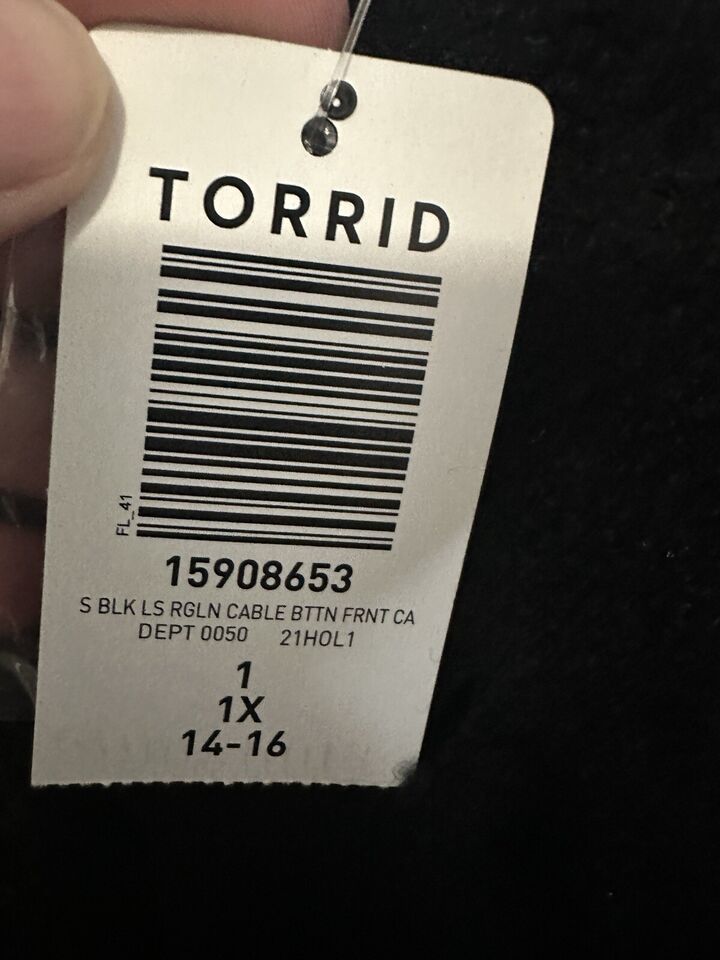 TORRID
FL_41
15908653
S BLK LS RGLN CABLE BTTN FRNT CA
DEPT 0050 21HOL1
1
1X
14-16